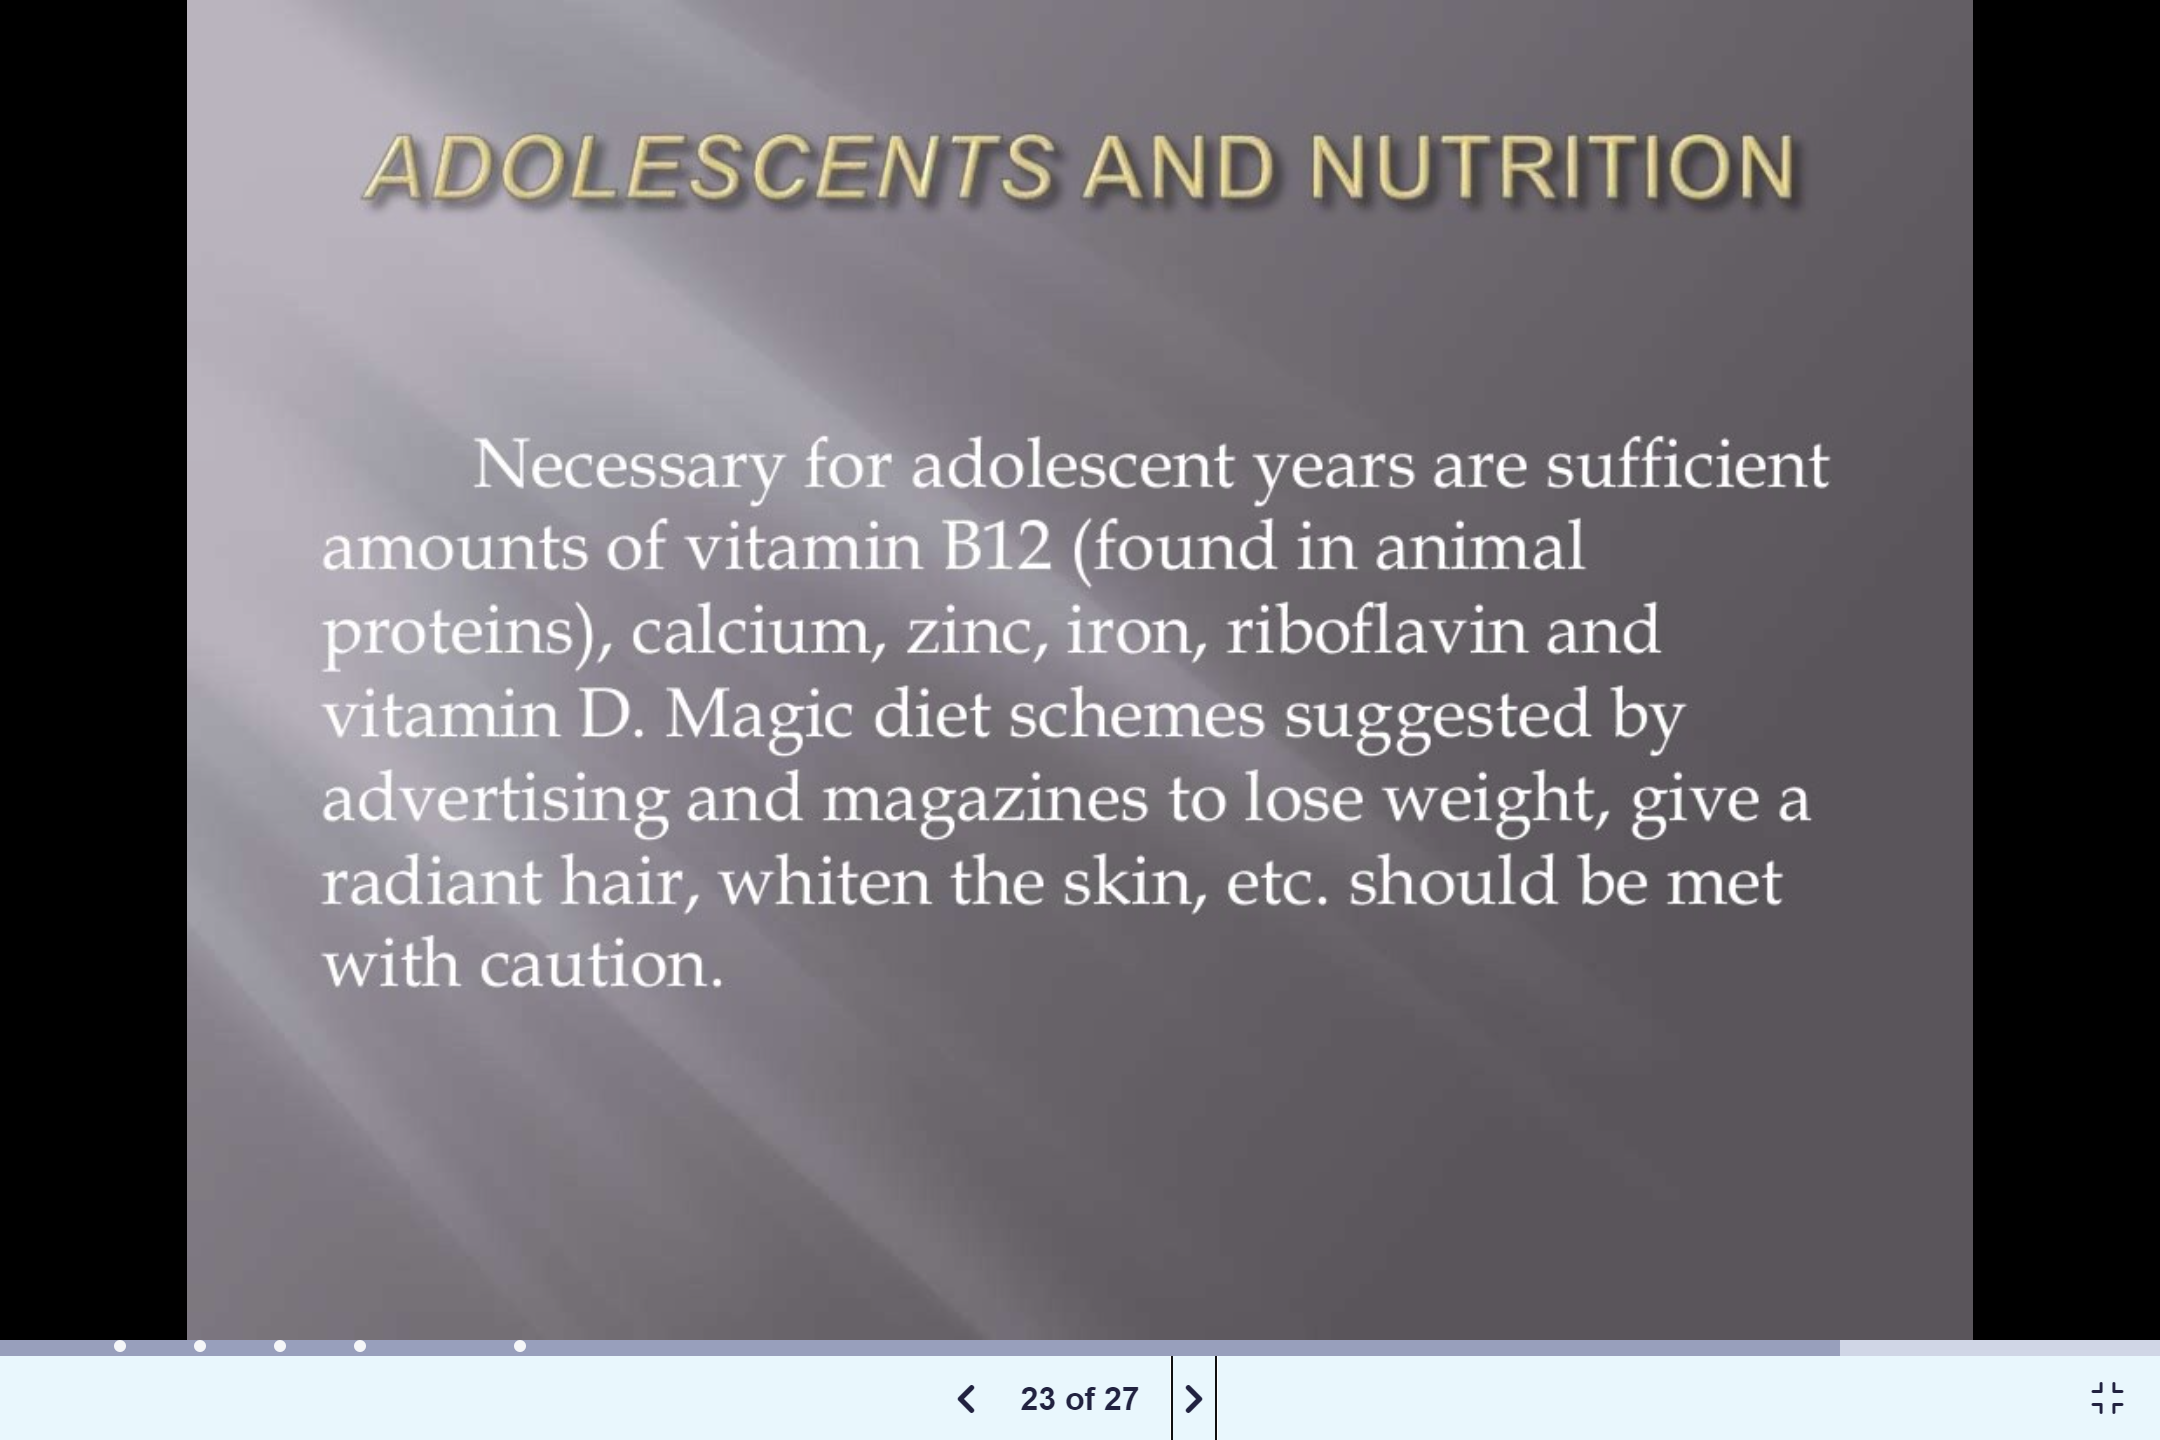 ADOLESCENTS AND NUTRITION
Necessary for adolescent years are sufficient
amounts of vitamin B12 (found in animal
proteins), calcium, zinc, iron, riboflavin and
vitamin D. Magic diet schemes suggested by
advertising and magazines to lose weight, give a
radiant hair, whiten the skin, etc. should be met
with caution.
23 of 27